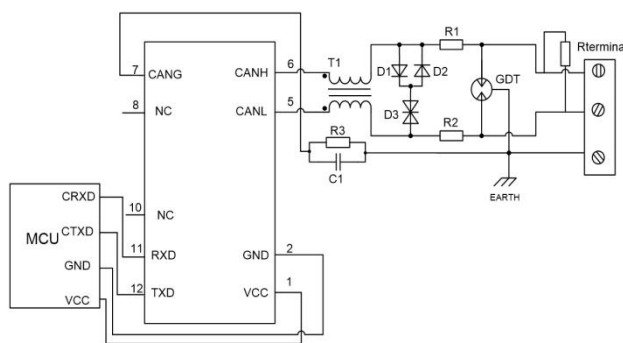 7
CANG
8
NC
10
NC
11
RXD
12
TXD
CANH
6
CANL
5
GND
2
VCC
1
T1
D1
D2
D3
R1
R2
GDT
Rtermina
R3
C1
EARTH
MCU
CRXD
CTXD
GND
VCC